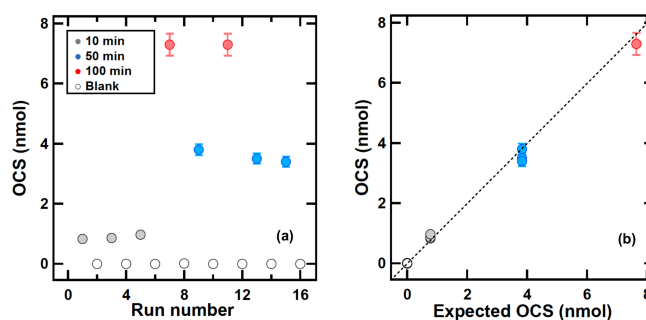 8
6
4
2
0
OCS (nmol)
10 min
50 min
100 min
Blank
(a)
0 4 8 12 16
Run number
8
6
4
2
0
OCS (nmol)
(b)
0 2 4 6 8
Expected OCS (nmol)